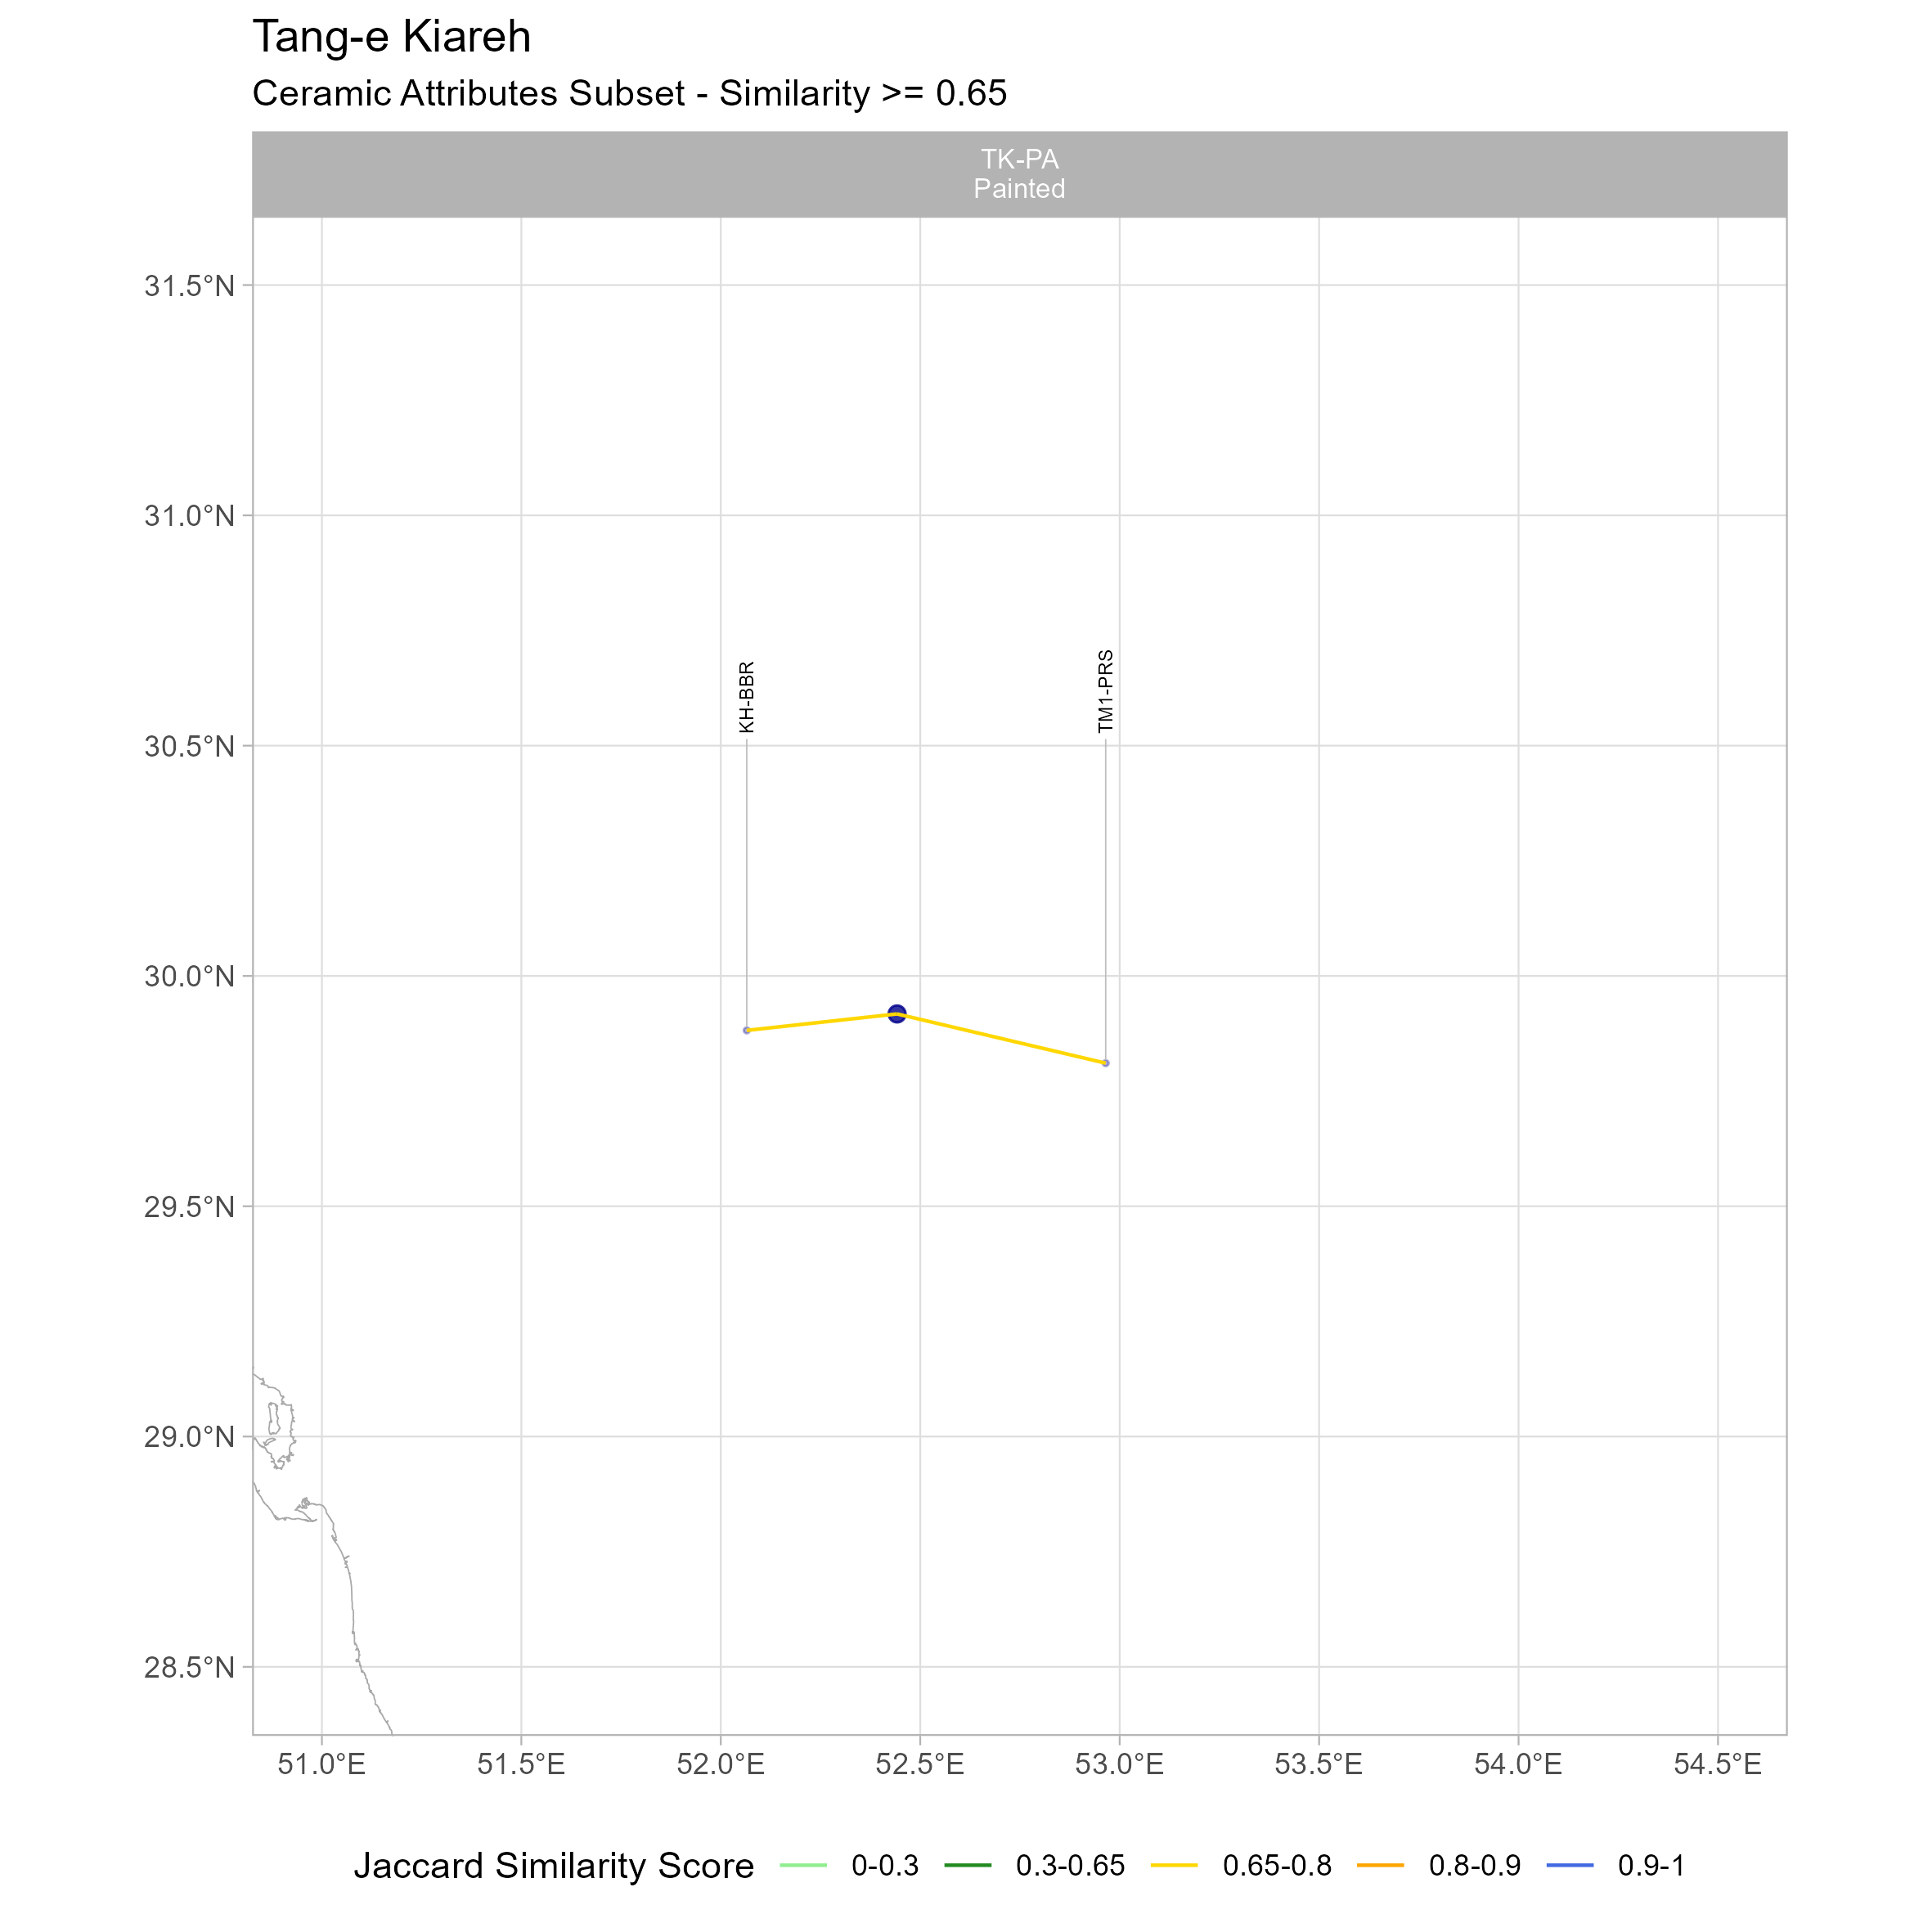 Tang-e Kiareh
Ceramic Attributes Subset - Similarity >= 0.65
TK-PA
Painted
31.5°N
31.0°N
30.5°N
30.0°N
29.5°N
29.0°N
28.5°N
KH-BBR
TM1-PRS
51.0°E
51.5°E
52.0°E
52.5°E
53.0°E
53.5°E
54.0°E
54.5°E
Jaccard Similarity Score
0-0.3
0.3-0.65
0.65-0.8
0.8-0.9
0.9-1